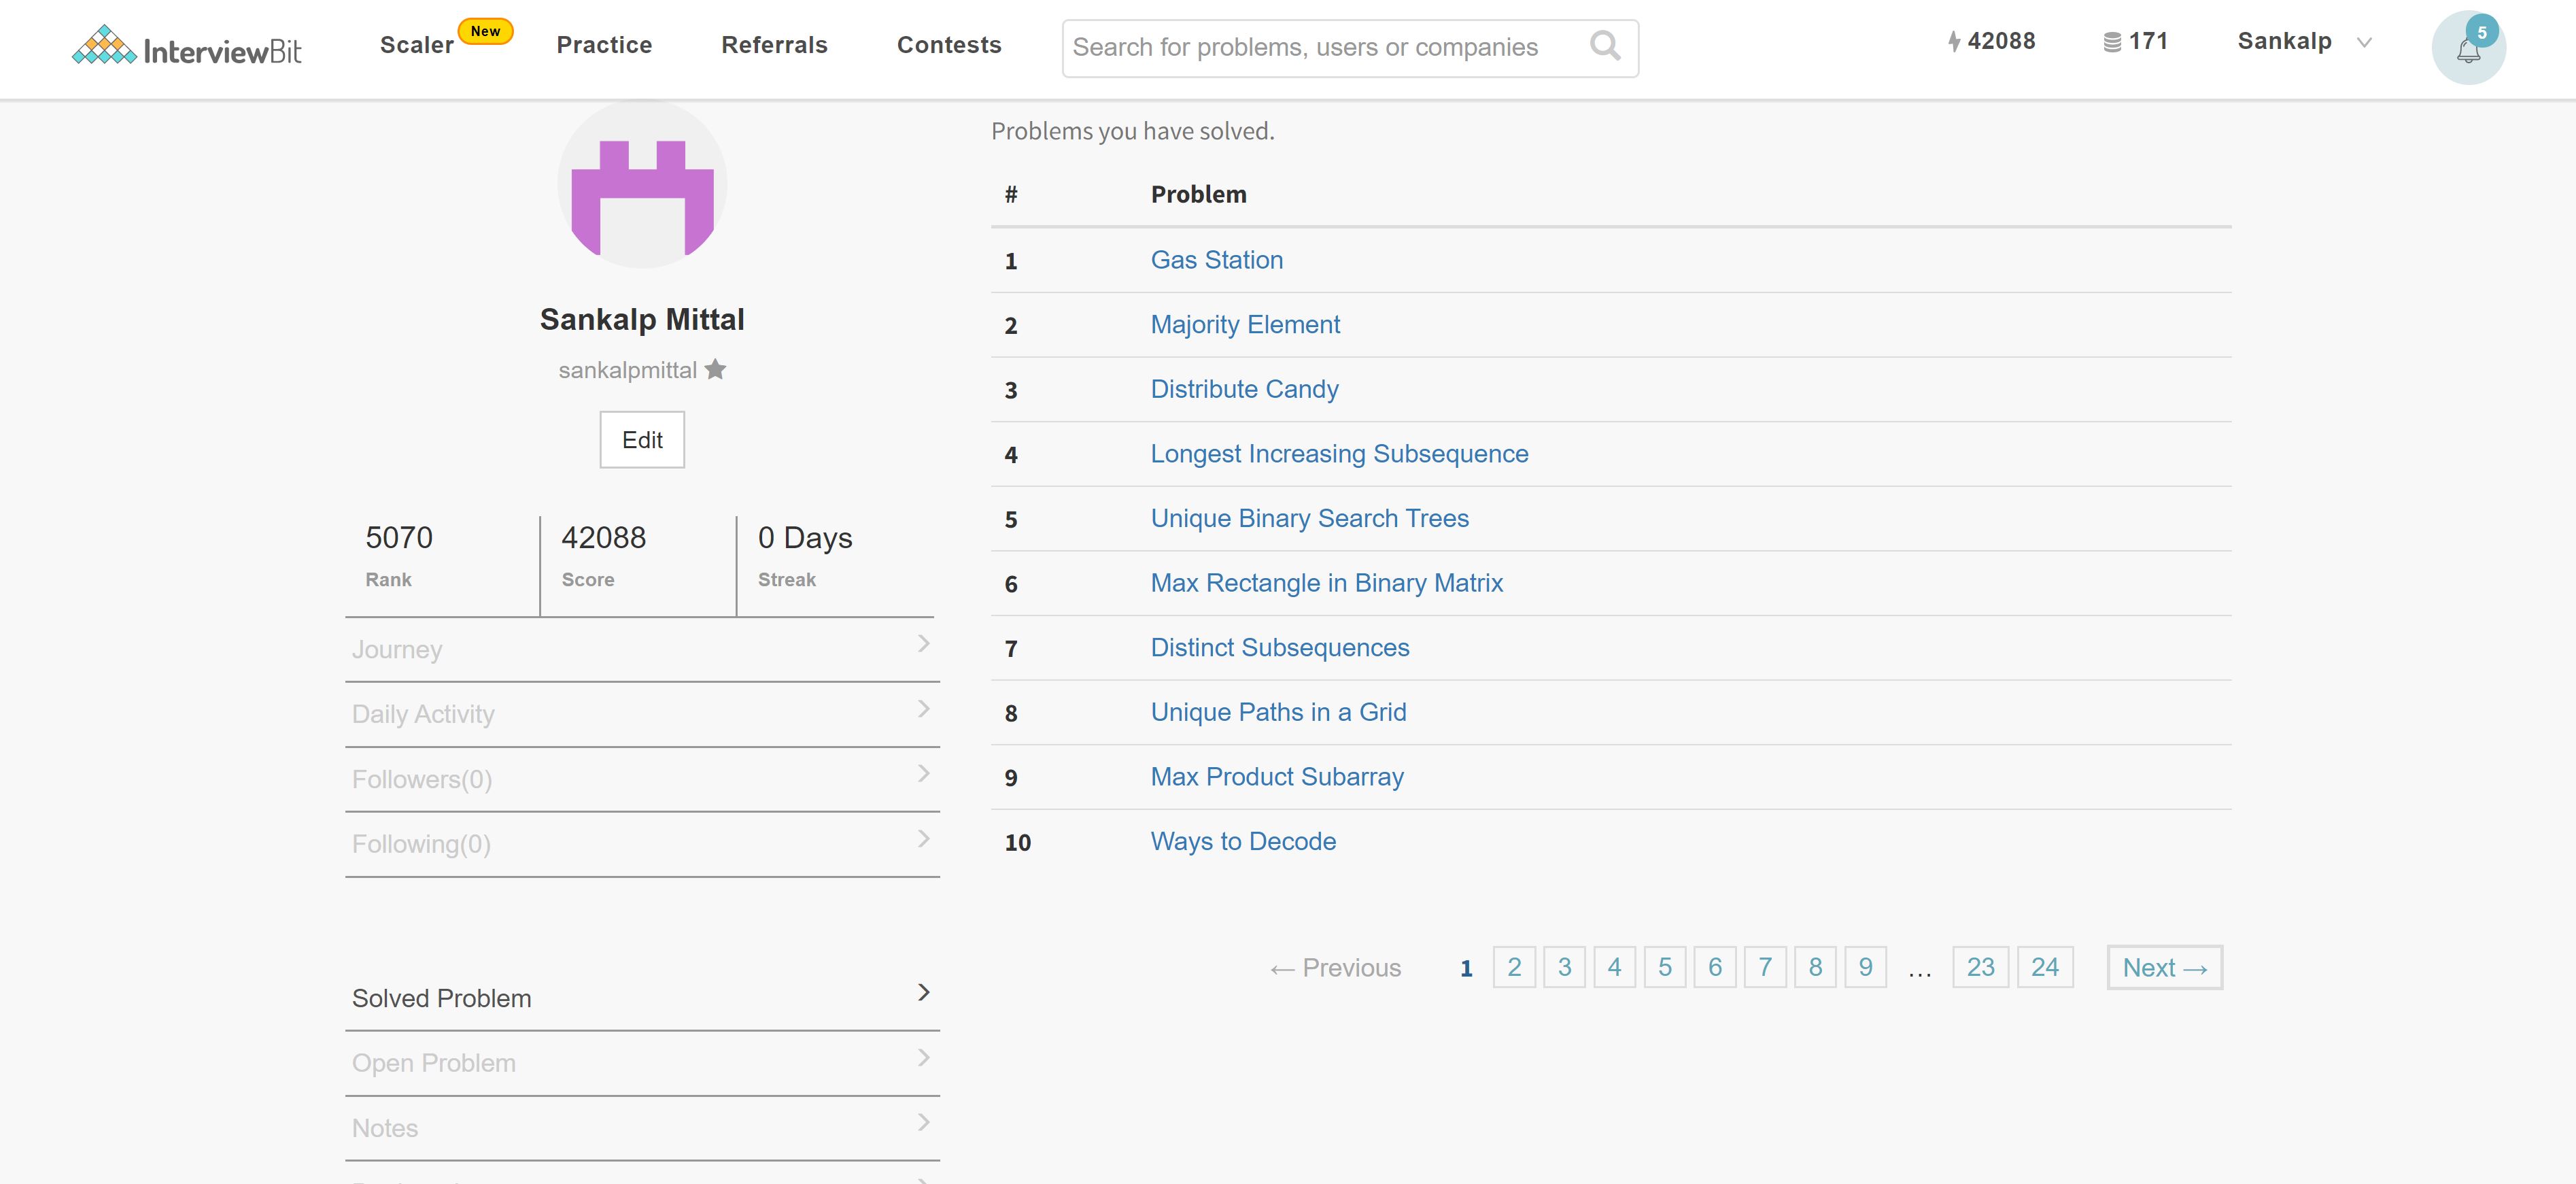 InterviewBit
Scaler New Practice Referrals Contests Search for problems, users or companies 42088 171 Sankalp 5
Sankalp Mittal
sankalpmittal
Edit
5070 42088 0 Days
Rank Score Streak
Journey
Daily Activity
Followers(0)
Following(0)
Solved Problem
Open Problem
Notes
Problems you have solved.
# Problem
1 Gas Station
2 Majority Element
3 Distribute Candy
4 Longest Increasing Subsequence
5 Unique Binary Search Trees
6 Max Rectangle in Binary Matrix
7 Distinct Subsequences
8 Unique Paths in a Grid
9 Max Product Subarray
10 Ways to Decode
← Previous 1 2 3 4 5 6 7 8 9 ... 23 24 Next →